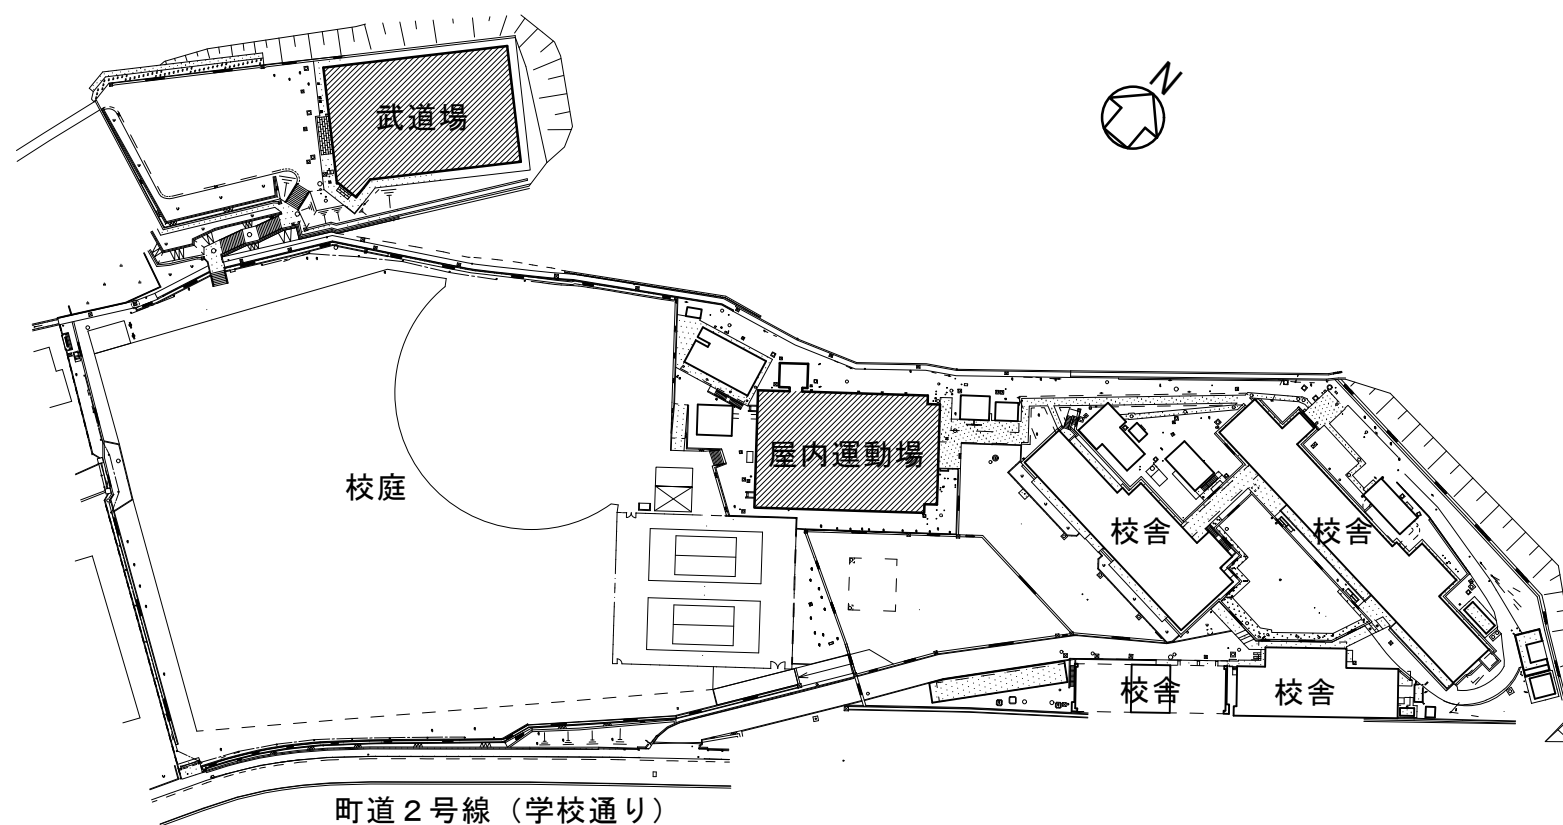 武道場
N
屋内運動場
校庭
校舎
校舎
校舎
校舎
町道２号線（学校通り）